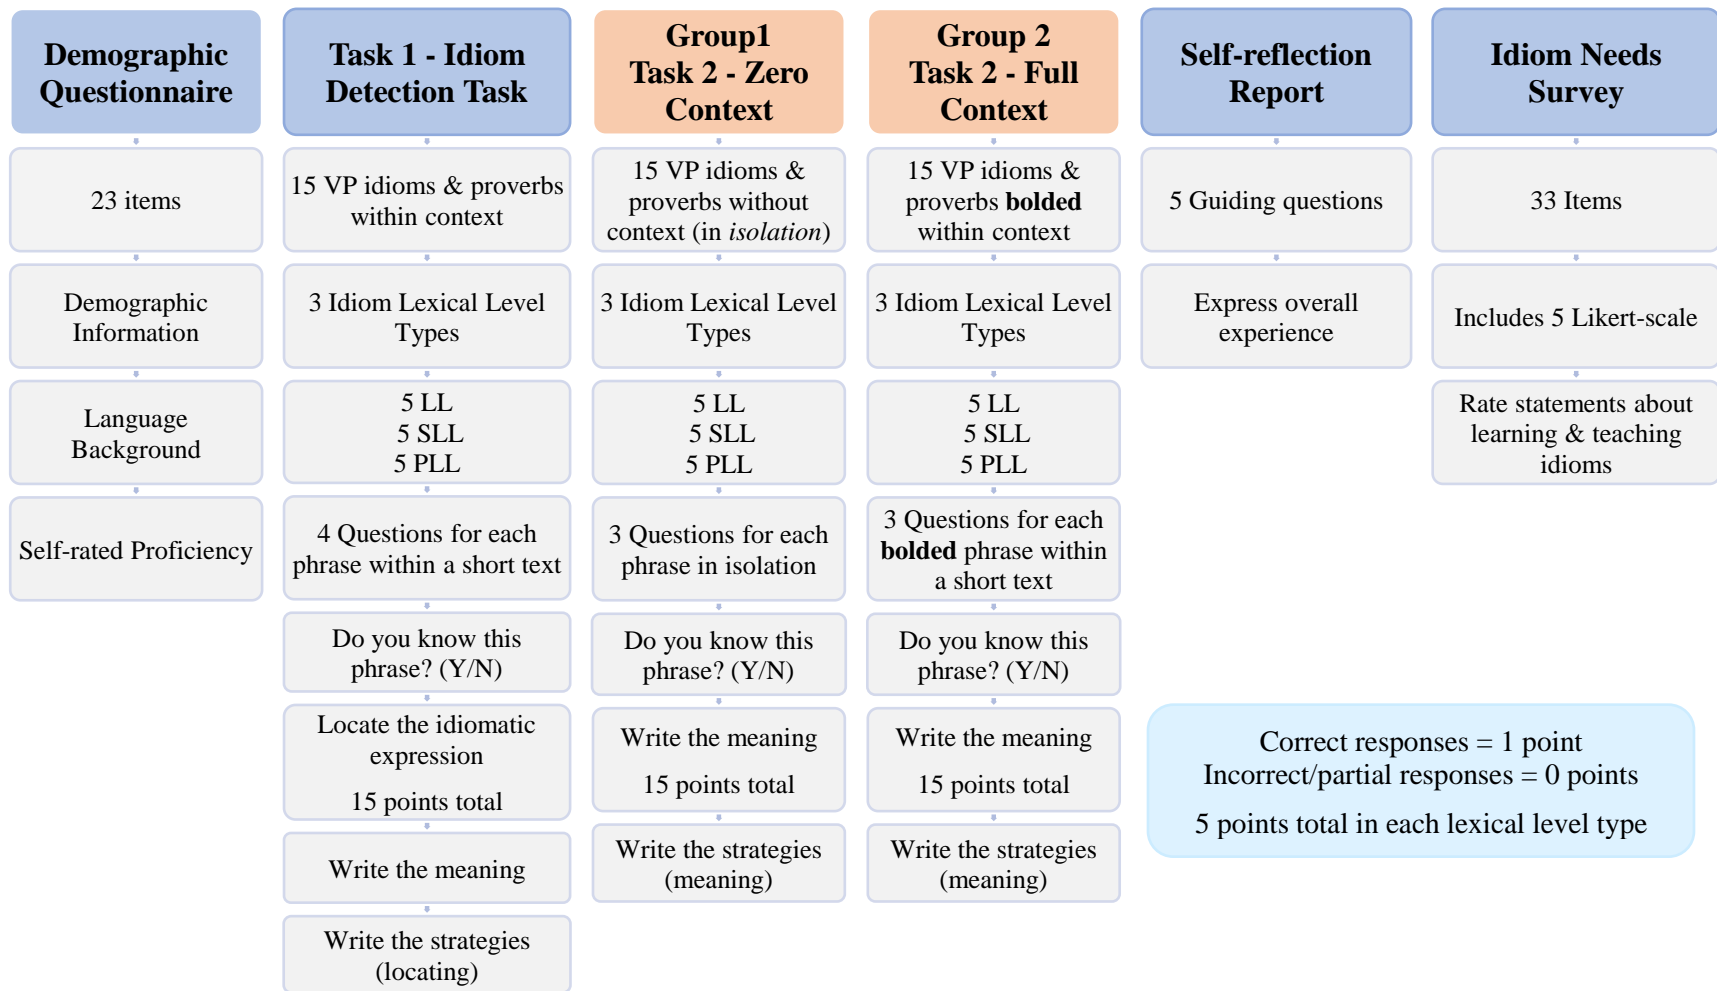 Demographic
Questionnaire
23 items
Demographic
Information
Language
Background
Self-rated Proficiency
Task 1 - Idiom
Detection Task
15 VP idioms & proverbs
within context
3 Idiom Lexical Level
Types
5 LL
5 SLL
5 PLL
4 Questions for each
phrase within a short text
Do you know this
phrase? (Y/N)
Locate the idiomatic
expression
15 points total
Write the meaning
Write the strategies
(locating)
Group1
Task 2 - Zero
Context
15 VP idioms &
proverbs without
context (in isolation)
3 Idiom Lexical Level
Types
5 LL
5 SLL
5 PLL
3 Questions for each
phrase in isolation
Do you know this
phrase? (Y/N)
Write the meaning
15 points total
Write the strategies
(meaning)
Group 2
Task 2 - Full
Context
15 VP idioms &
proverbs bolded
within context
3 Idiom Lexical Level
Types
5 LL
5 SLL
5 PLL
3 Questions for each
bolded phrase within
a short text
Do you know this
phrase? (Y/N)
Write the meaning
15 points total
Write the strategies
(meaning)
Self-reflection
Report
5 Guiding questions
Express overall
experience
Idiom Needs
Survey
33 Items
Includes 5 Likert-scale
Rate statements about
learning & teaching
idioms
Correct responses = 1 point
Incorrect/partial responses = 0 points
5 points total in each lexical level type